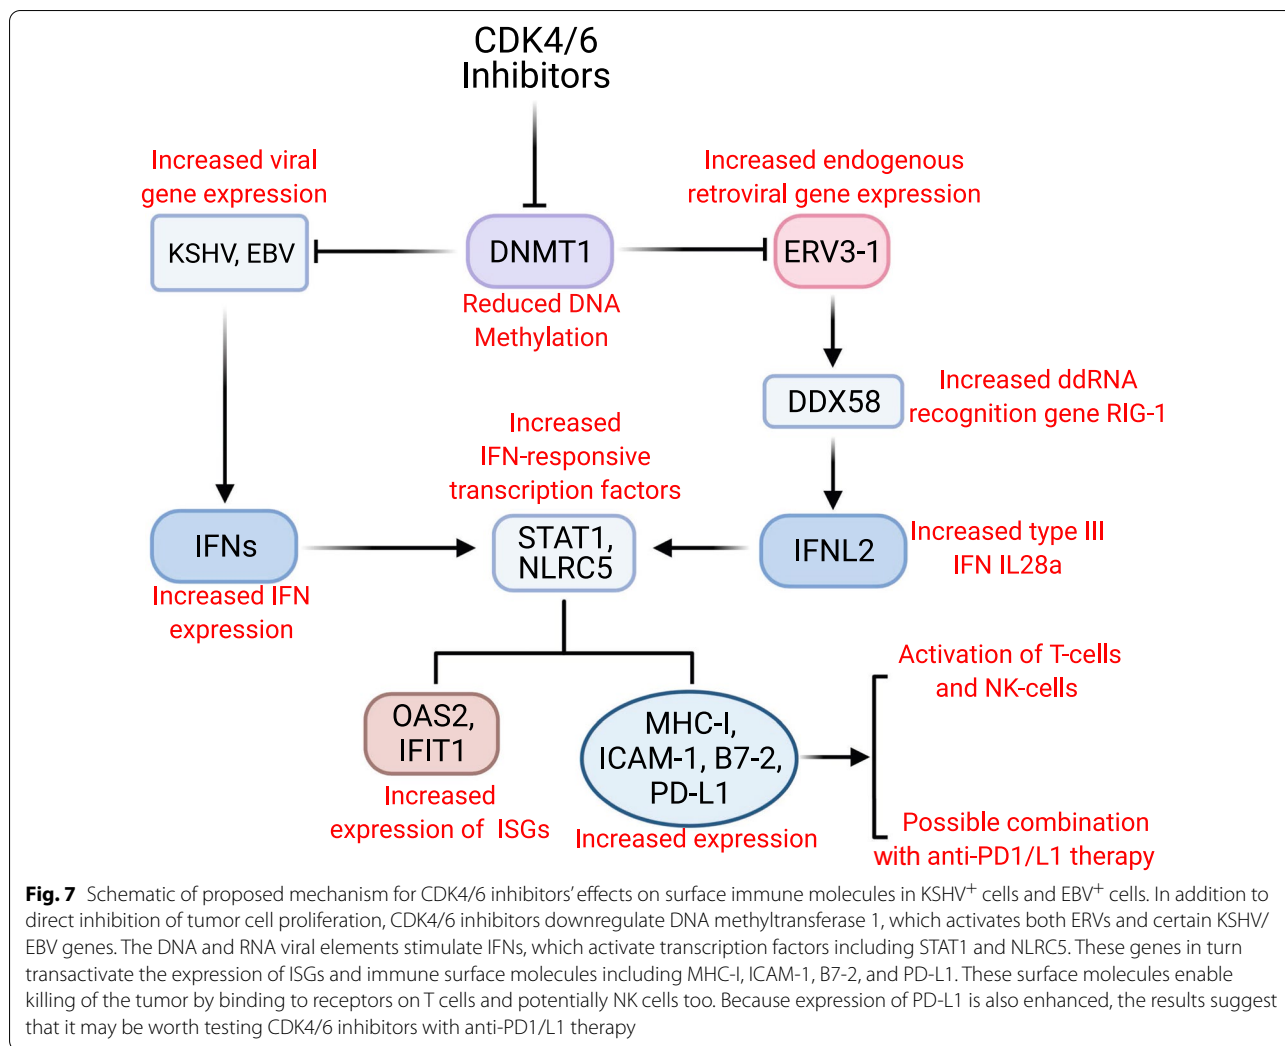 CDK4/6
Inhibitors
Increased viral
gene expression
Increased endogenous
retroviral gene expression
KSHV, EBV
DNMT1
ERV3-1
Reduced DNA
Methylation
DDX58
Increased ddRNA
recognition gene RIG-1
Increased
IFN-responsive
transcription factors
IFNs
STAT1,
NLRC5
IFNL2
Increased type III
IFN IL28a
Increased IFN
expression
Activation of T-cells
and NK-cells
OAS2,
IFIT1
MHC-I,
ICAM-1, B7-2,
PD-L1
Increased
expression of ISGs
Increased expression
Possible combination
with anti-PD1/L1 therapy
Fig. 7 Schematic of proposed mechanism for CDK4/6 inhibitors’ effects on surface immune molecules in KSHV⁺ cells and EBV⁺ cells. In addition to
direct inhibition of tumor cell proliferation, CDK4/6 inhibitors downregulate DNA methyltransferase 1, which activates both ERVs and certain KSHV/
EBV genes. The DNA and RNA viral elements stimulate IFNs, which activate transcription factors including STAT1 and NLRC5. These genes in turn
transactivate the expression of ISGs and immune surface molecules including MHC-I, ICAM-1, B7-2, and PD-L1. These surface molecules enable
killing of the tumor by binding to receptors on T cells and potentially NK cells too. Because expression of PD-L1 is also enhanced, the results suggest
that it may be worth testing CDK4/6 inhibitors with anti-PD1/L1 therapy